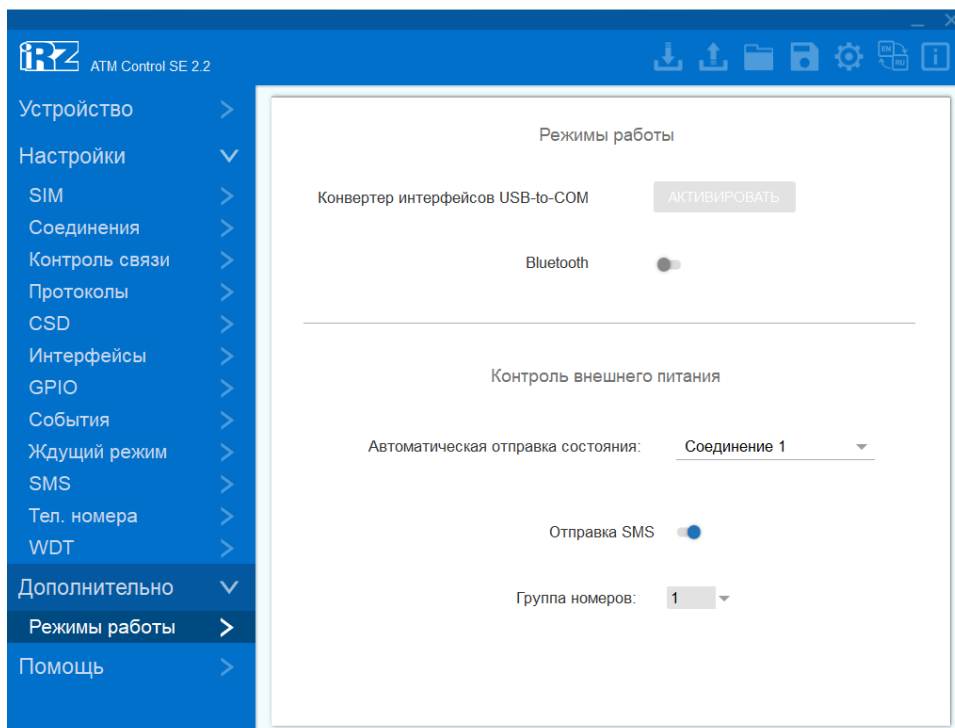 iRZ ATM Control SE 2.2
EN RU
Устройство
Настройки
SIM
Соединения
Контроль связи
Протоколы
CSD
Интерфейсы
GPIO
События
Ждущий режим
SMS
Тел. номера
WDT
Дополнительно
Режимы работы
Помощь
Режимы работы
Конвертер интерфейсов USB-to-COM АКТИВИРОВАТЬ
Bluetooth
Контроль внешнего питания
Автоматическая отправка состояния: Соединение 1
Отправка SMS
Группа номеров: 1